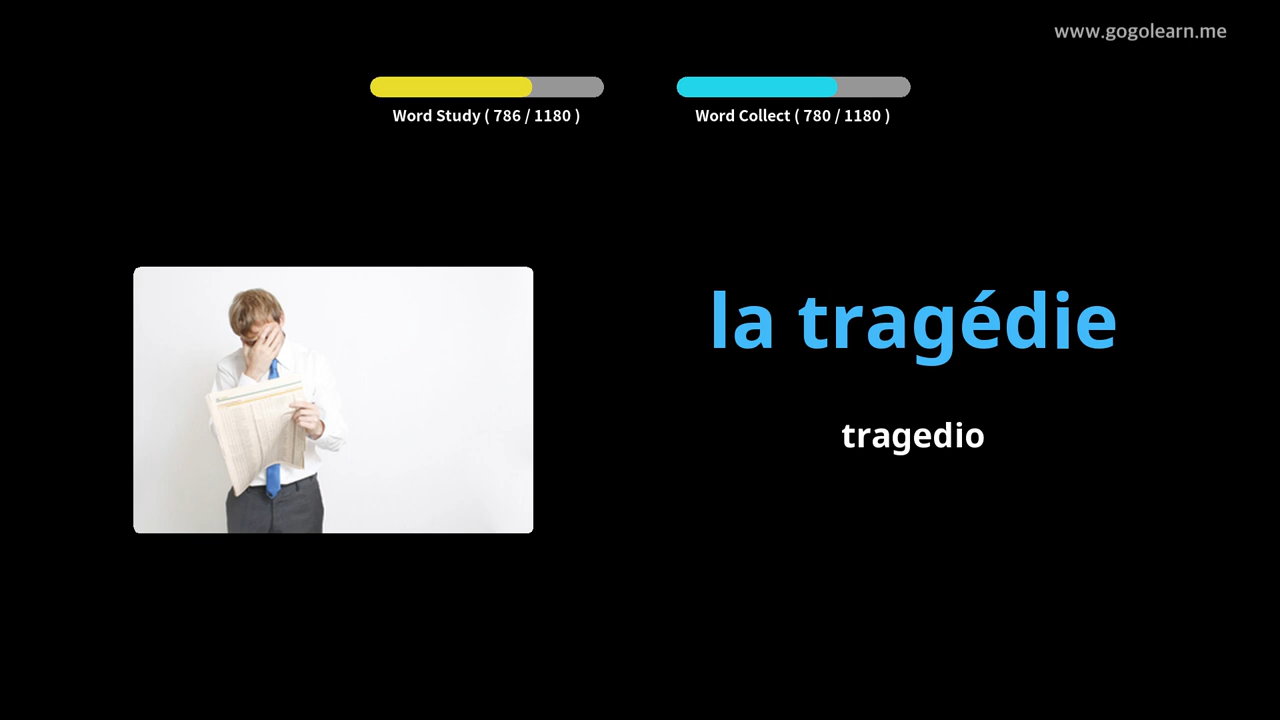 www.gogolearn.me
Word Study ( 786 / 1180 )
Word Collect ( 780 / 1180 )
la tragédie
tragedio